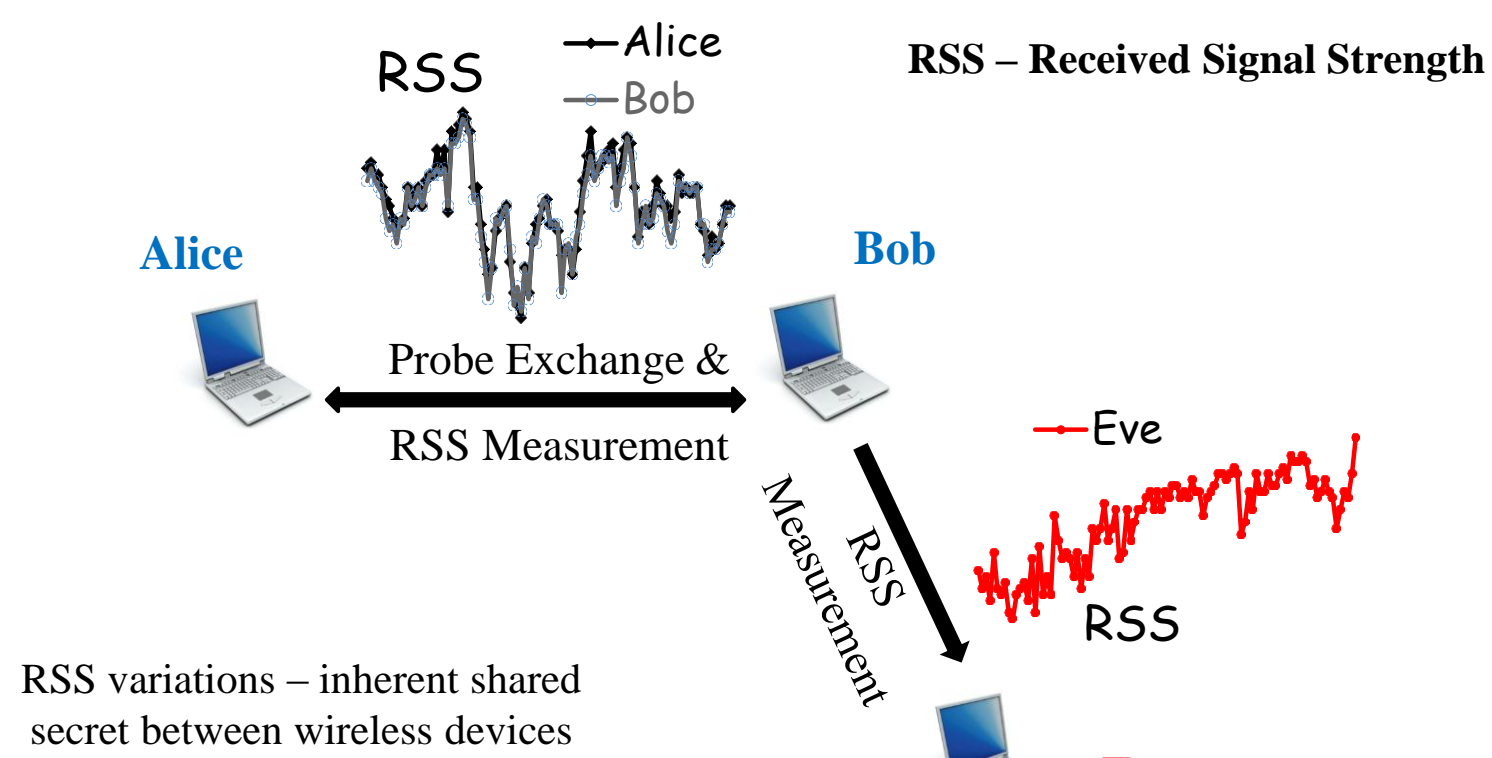 RSS
Alice
Bob
RSS – Received Signal Strength
Alice
Bob
Probe Exchange &
RSS Measurement
Eve
RSS
Measurement
RSS
RSS variations – inherent shared
secret between wireless devices